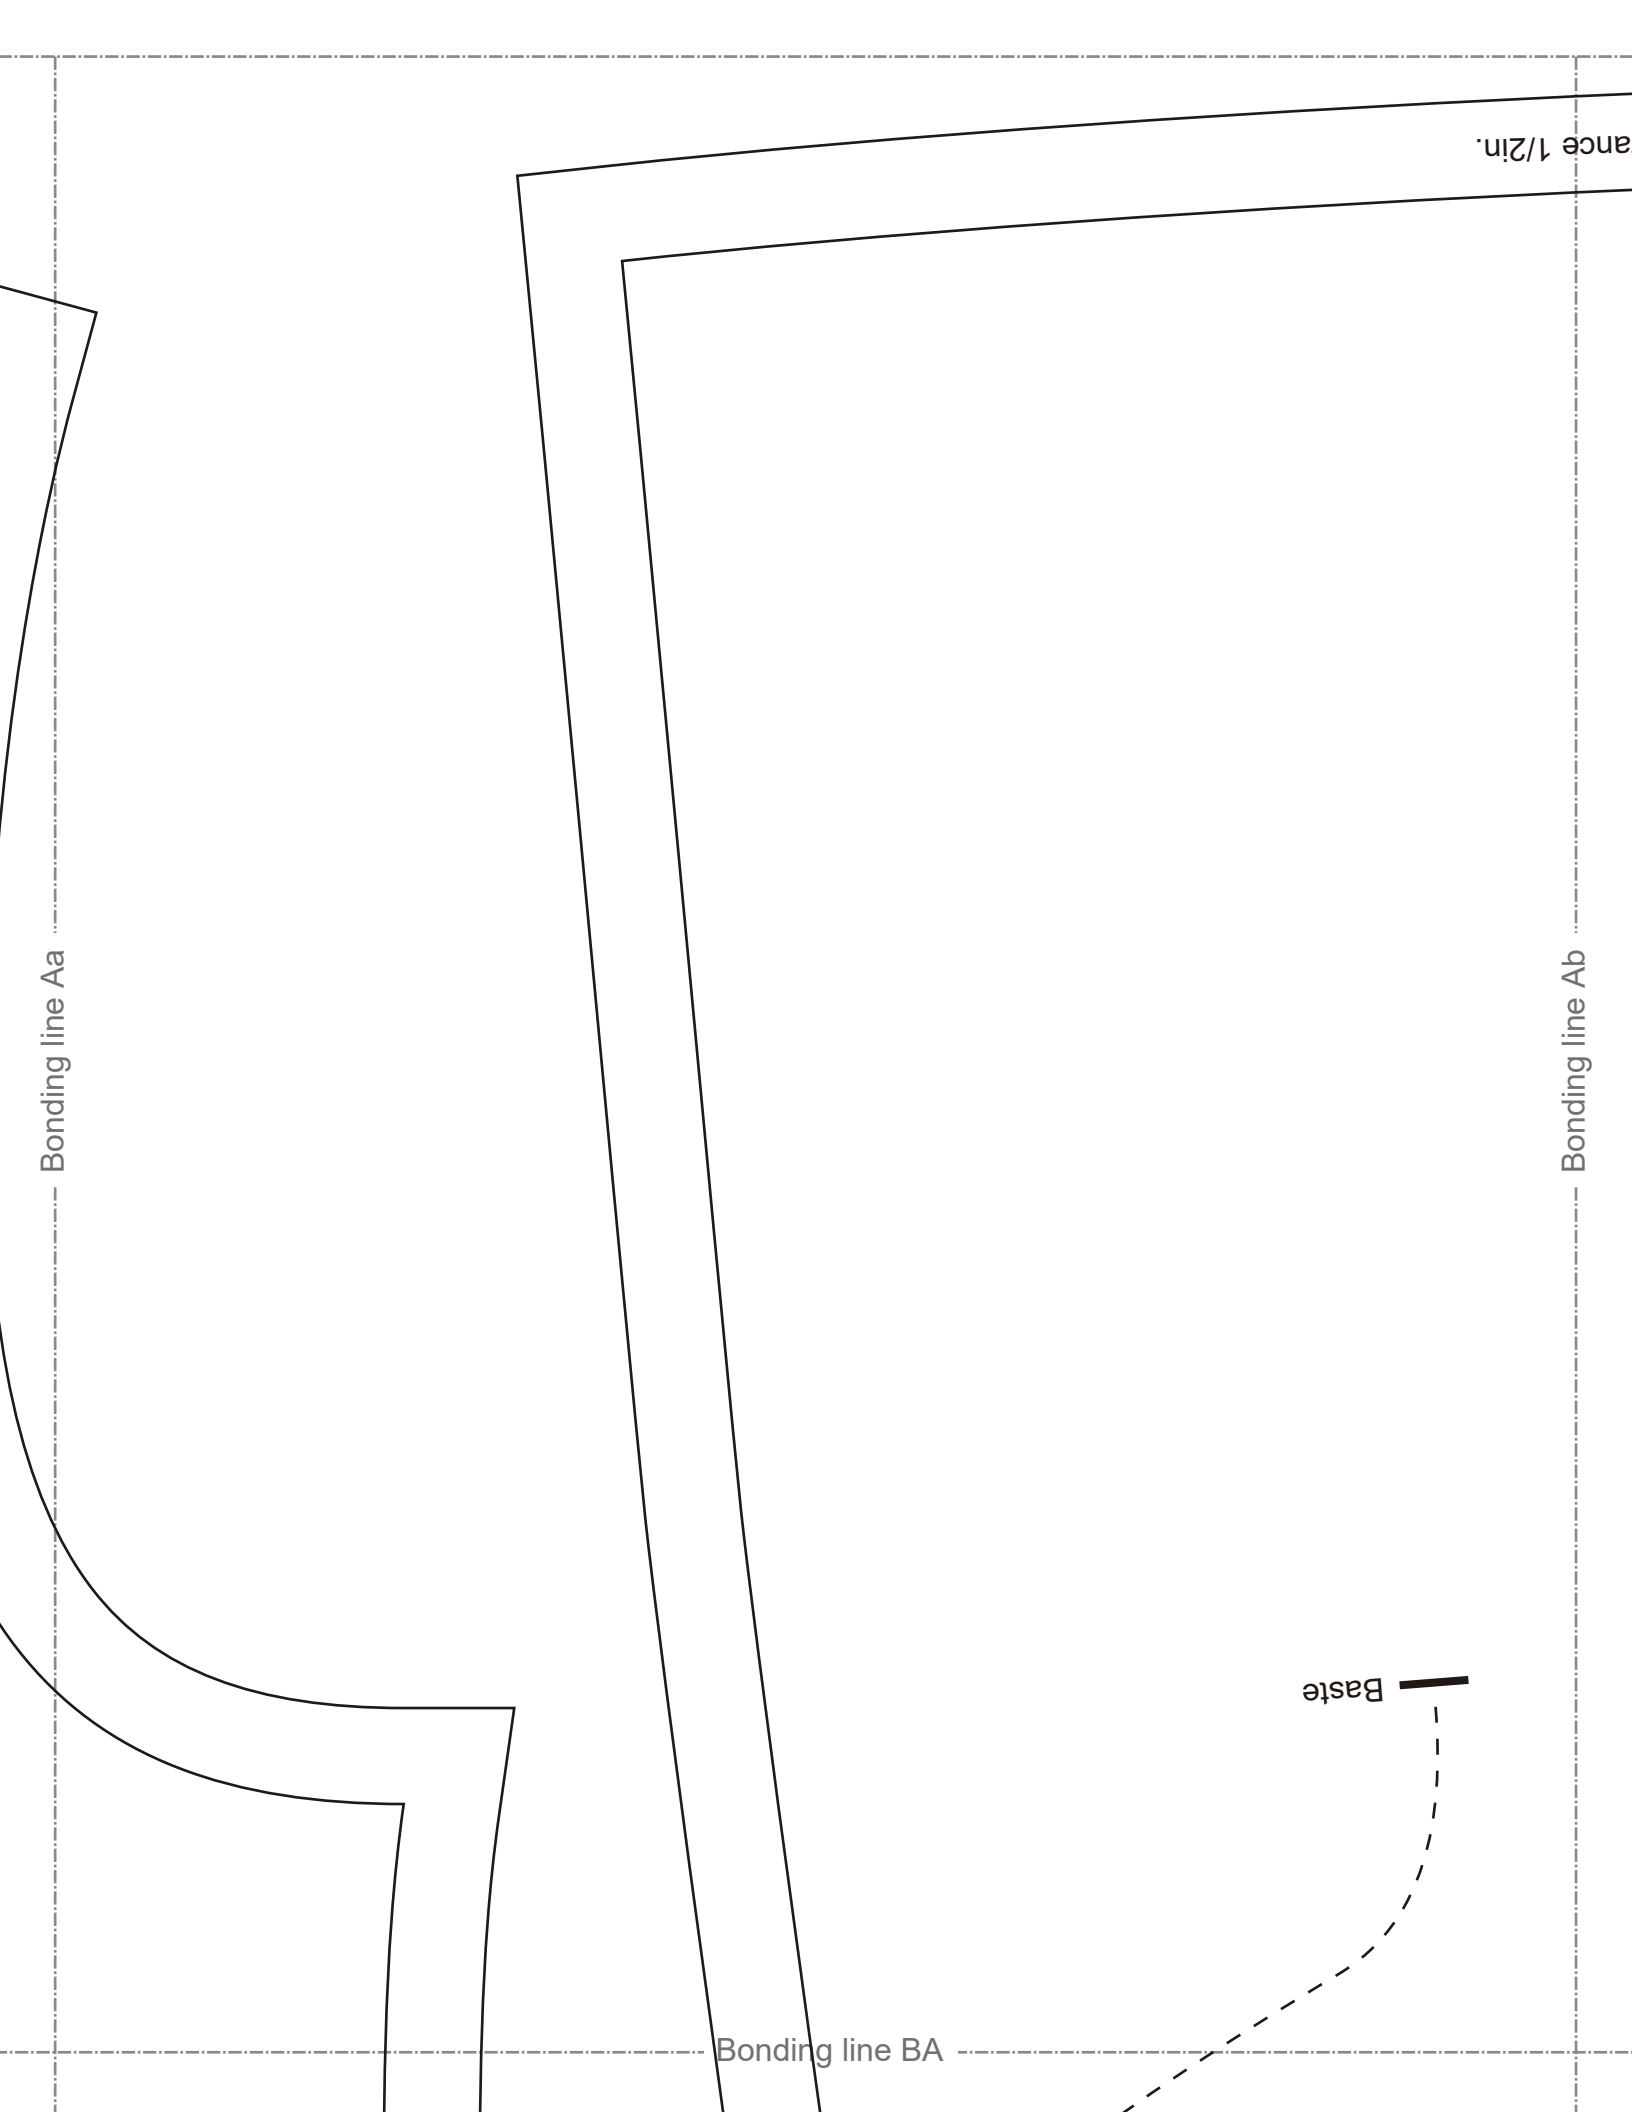 ance 1/2in.
Bonding line Aa
Bonding line Ab
Baste
Bonding line BA